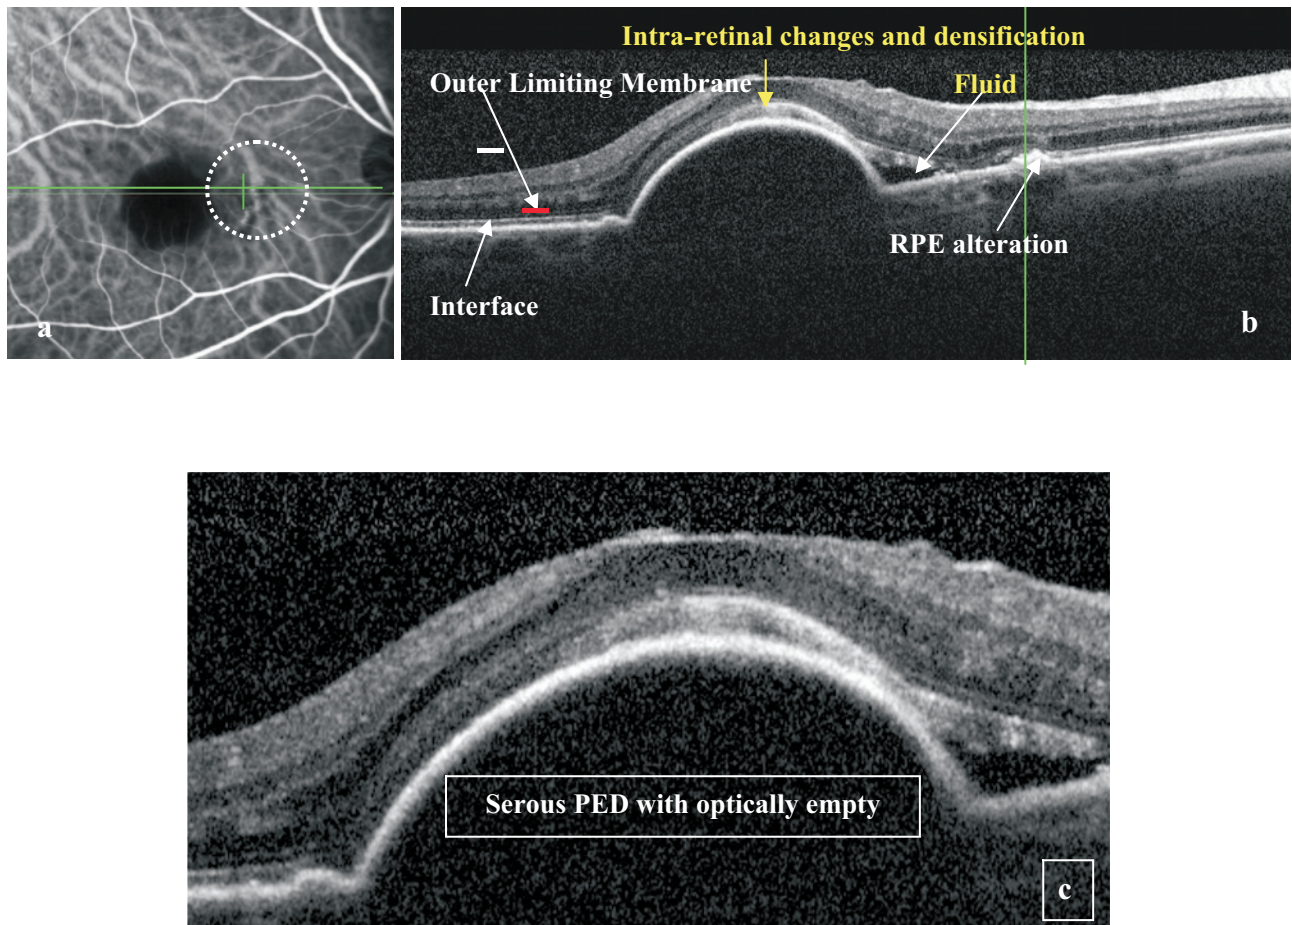 Intra-retinal changes and densification
Outer Limiting Membrane
Fluid
RPE alteration
Interface
a
b
Serous PED with optically empty
c